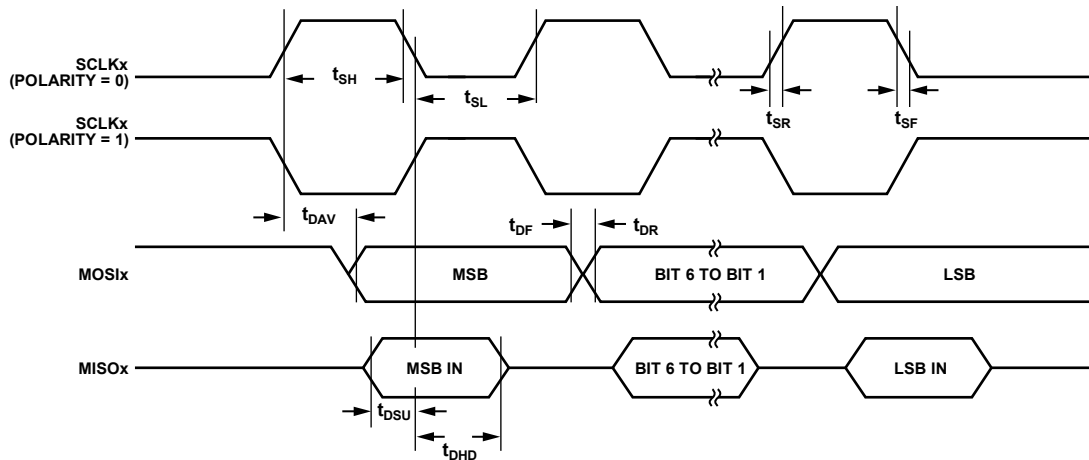 SCLKx
(POLARITY = 0)
tSH
tSL
tSR
tSF
SCLKx
(POLARITY = 1)
tDAV
tDF
tDR
MOSIx
MSB
BIT 6 TO BIT 1
LSB
MISOx
MSB IN
BIT 6 TO BIT 1
LSB IN
tDSU
tDHD